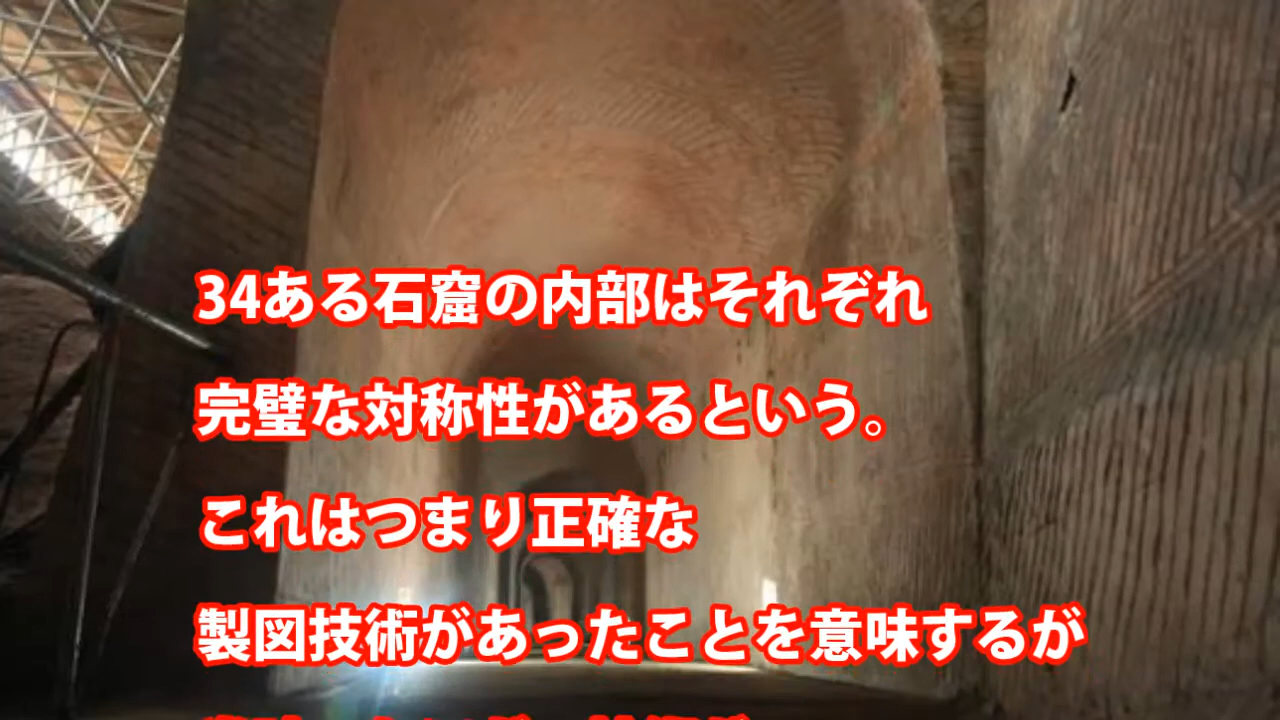 34ある石窟の内部はそれぞれ
完璧な対称性があるという。
これはつまり正確な
製図技術があったことを意味するが